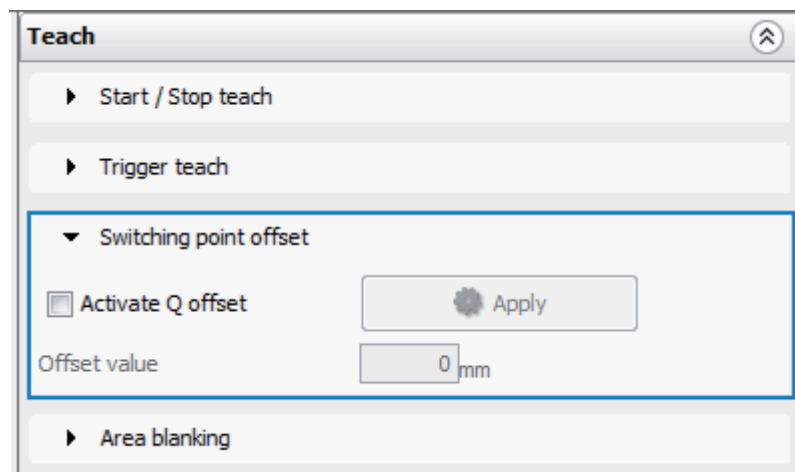 Teach
Start / Stop teach
Trigger teach
Switching point offset
Activate Q offset Apply
Offset value 0 mm
Area blanking